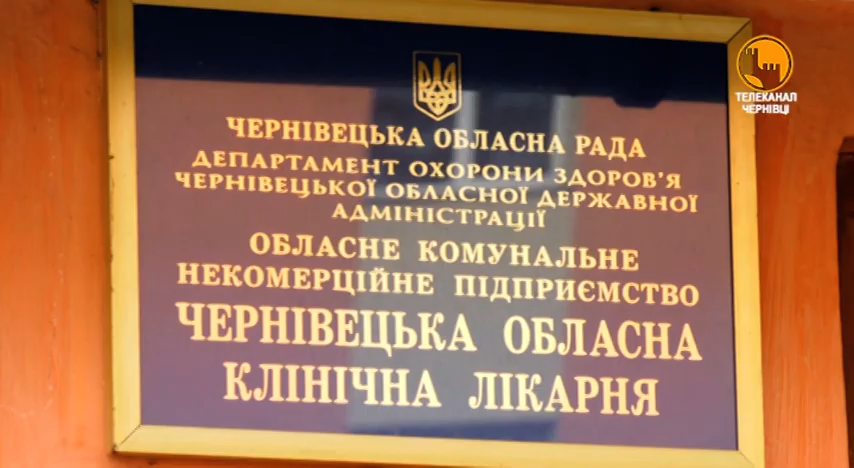 ЧЕРНІВЕЦЬКА ОБЛАСНА РАДА
ДЕПАРТАМЕНТ ОХОРОНИ ЗДОРОВ'Я
ЧЕРНІВЕЦЬКОЇ ОБЛАСНОЇ ДЕРЖАВНОЇ
АДМІНІСТРАЦІЇ
ОБЛАСНЕ КОМУНАЛЬНЕ
НЕКОМЕРЦІЙНЕ ПІДПРИЄМСТВО
ЧЕРНІВЕЦЬКА ОБЛАСНА
КЛІНІЧНА ЛІКАРНЯ
ТЕЛЕКАНАЛ
ЧЕРНІВЦІ